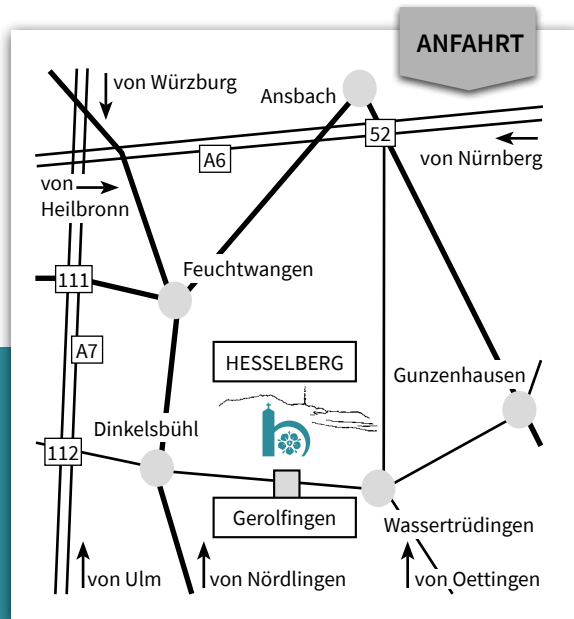 ANFAHRT
von Würzburg
Ansbach
52
A6
von Nürnberg
von
Heilbronn
Feuchtwangen
111
A7
HESSELBERG
Gunzenhausen
Dinkelsbühl
112
Gerolfingen
Wassertrüdingen
von Ulm
von Nördlingen
von Oettingen